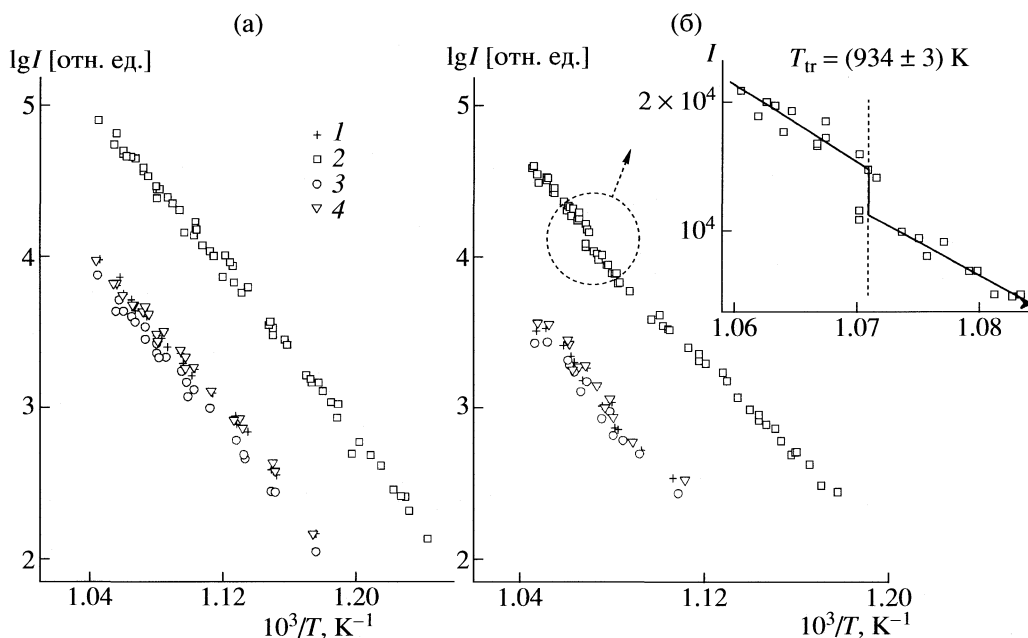 (а)
(б)
lgI [отн. ед.]
lgI [отн. ед.]
I
T_tr = (934 ± 3) K
5
4
3
2
1
2
3
4
5
4
3
2
2 × 10⁴
10⁴
1.06
1.07
1.08
1.04
1.12
1.20
10³/T, K⁻¹
1.04
1.12
1.20
10³/T, K⁻¹